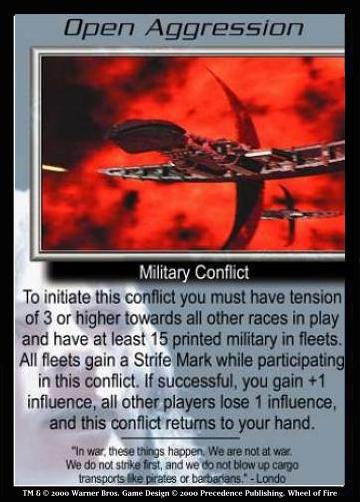 Open Aggression
Military Conflict
To initiate this conflict you must have tension
of 3 or higher towards all other races in play
and have at least 15 printed military in fleets.
All fleets gain a Strife Mark while participating
in this conflict. If successful, you gain +1
influence, all other players lose 1 influence,
and this conflict returns to your hand.
"In war, these things happen. We are not at war.
We do not strike first, and we do not blow up cargo
transports like pirates or barbarians." - Londo
TM & © 2000 Warner Bros. Game Design © 2000 Precedence Publishing. Wheel of Fire